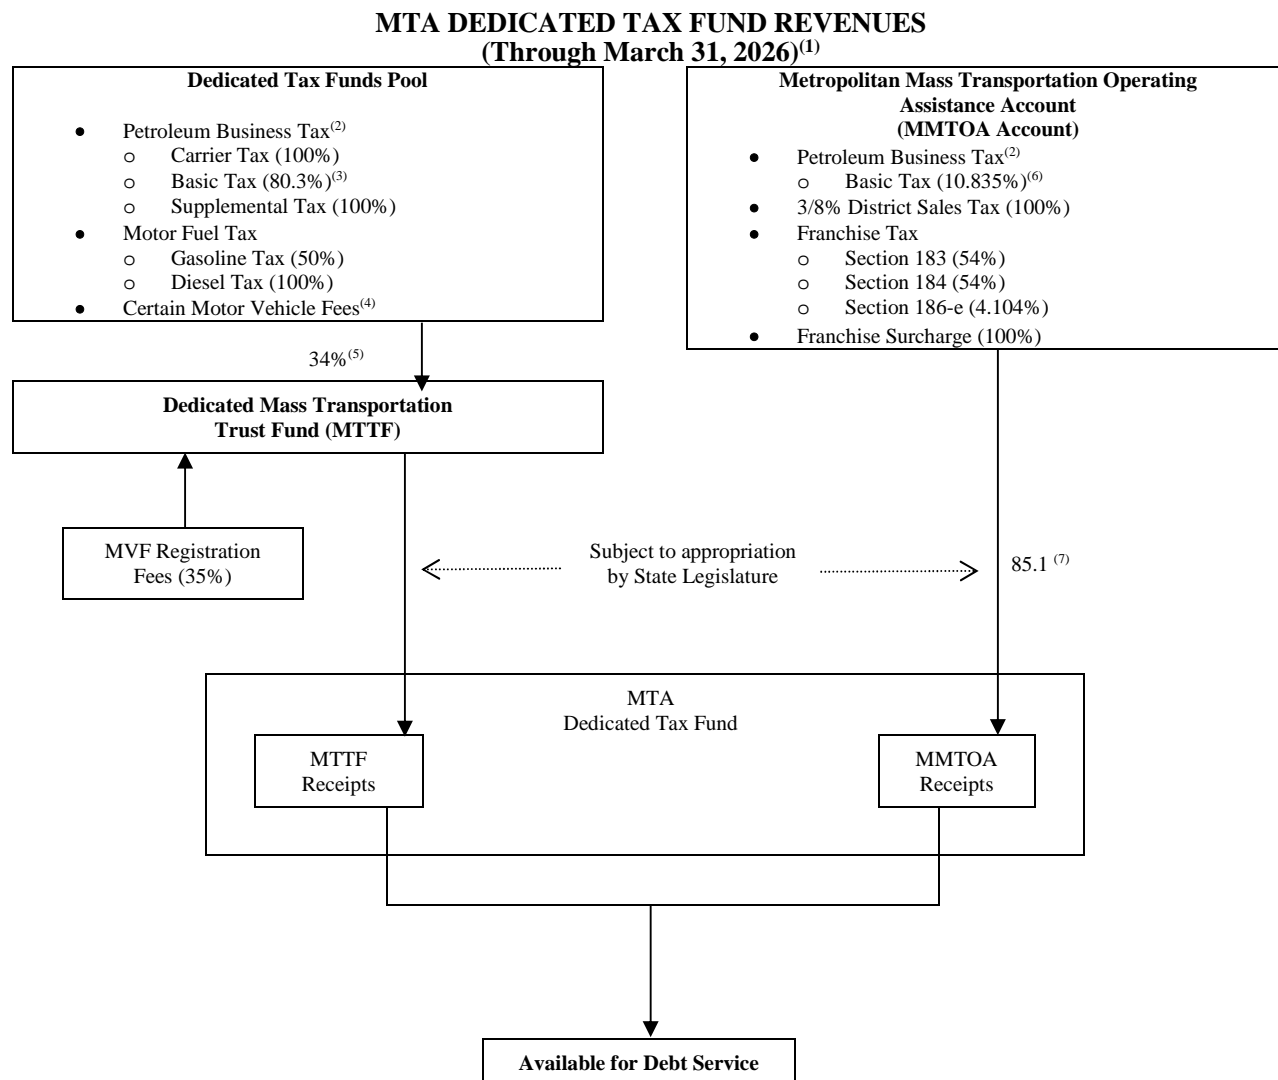 MTA DEDICATED TAX FUND REVENUES
(Through March 31, 2026)(1)
Dedicated Tax Funds Pool
● Petroleum Business Tax(2)
o Carrier Tax (100%)
o Basic Tax (80.3%)(3)
o Supplemental Tax (100%)
● Motor Fuel Tax
o Gasoline Tax (50%)
o Diesel Tax (100%)
● Certain Motor Vehicle Fees(4)
Metropolitan Mass Transportation Operating
Assistance Account
(MMTOA Account)
● Petroleum Business Tax(2)
o Basic Tax (10.835%)(6)
● 3/8% District Sales Tax (100%)
● Franchise Tax
o Section 183 (54%)
o Section 184 (54%)
o Section 186-e (4.104%)
● Franchise Surcharge (100%)
34%(5)
Dedicated Mass Transportation
Trust Fund (MTTF)
MVF Registration
Fees (35%)
Subject to appropriation
by State Legislature
85.1 (7)
MTA
Dedicated Tax Fund
MTTF
Receipts
MMTOA
Receipts
Available for Debt Service